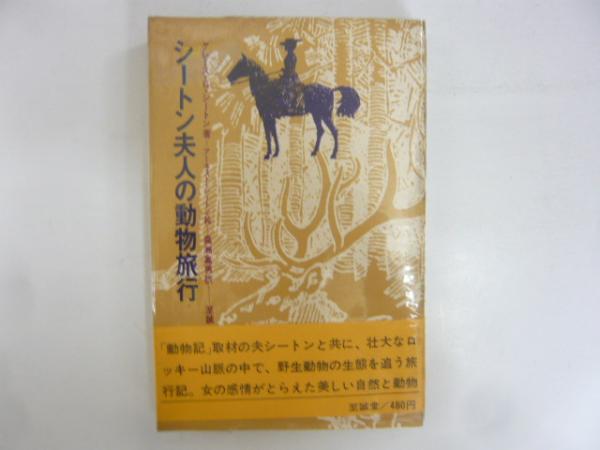 シートン夫人の動物旅行
「動物記」取材の夫シートンと共に、壮大なロ
ッキー山脈の中で、野生動物の生態を追う旅
行記。女の感情がとらえた美しい自然と動物
至誠堂／480円